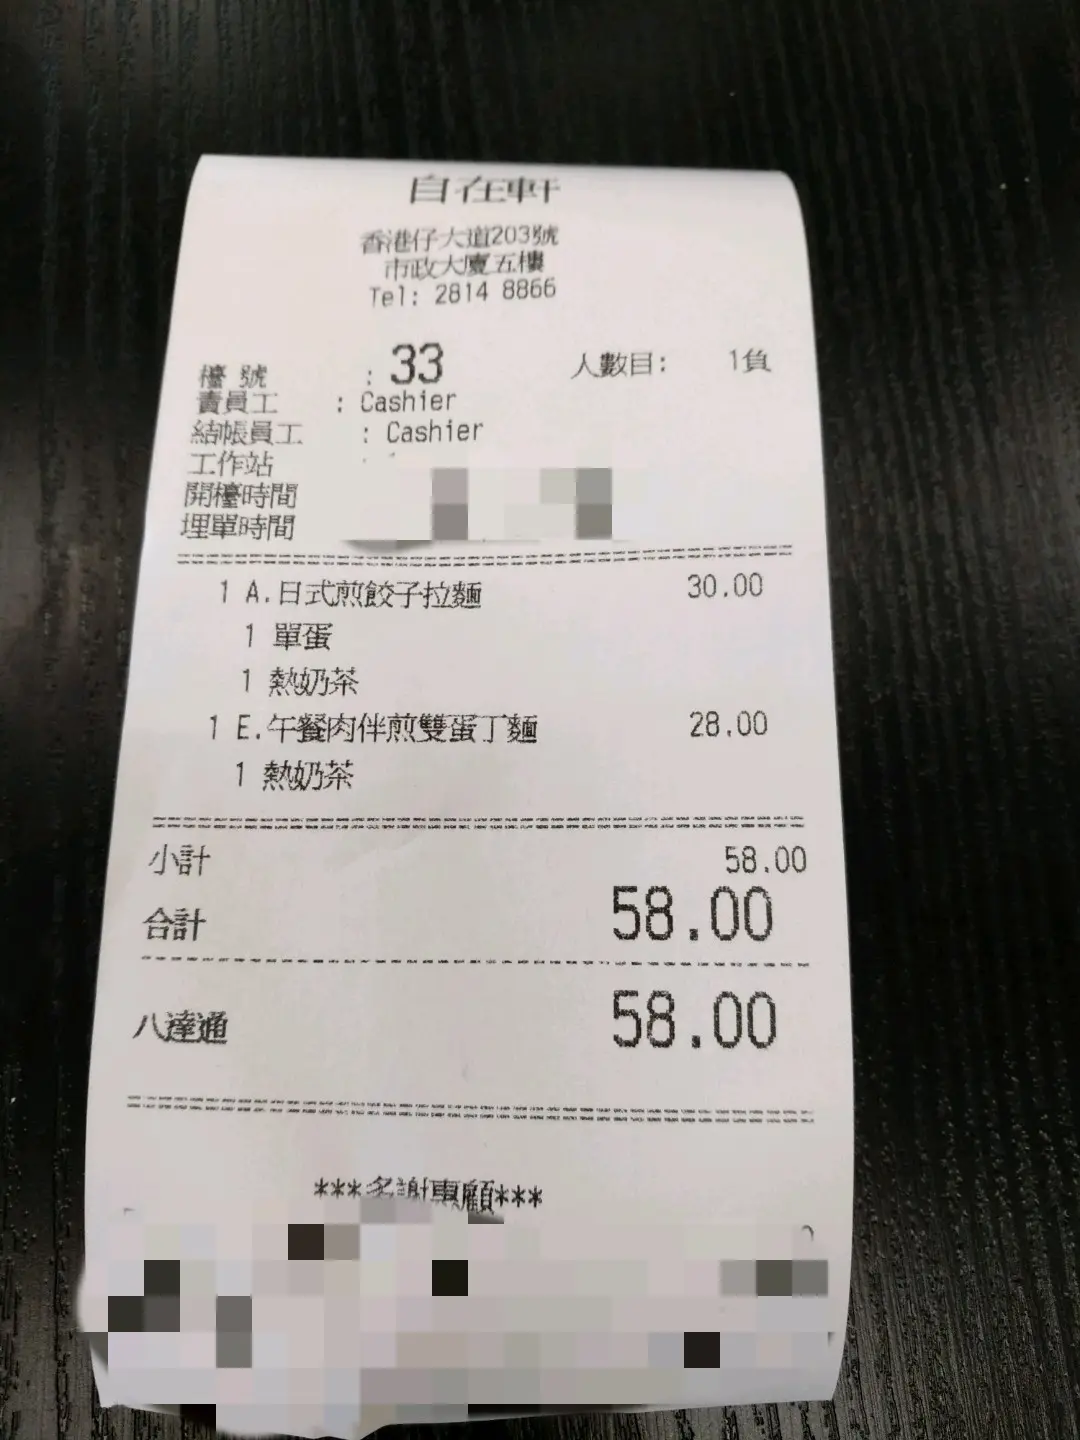 自在軒
香港仔大道203號
市政大廈五樓
Tel: 2814 8866
檯 號 : 33 人數目: 1負
責員工 : Cashier
結帳員工 : Cashier
工作站
開檯時間
埋單時間
1 A.日式煎餃子拉麵 30.00
1 單蛋
1 熱奶茶
1 E.午餐肉伴煎雙蛋丁麵 28.00
1 熱奶茶
小計 58.00
合計 58.00
八達通 58.00
***多謝惠顧***